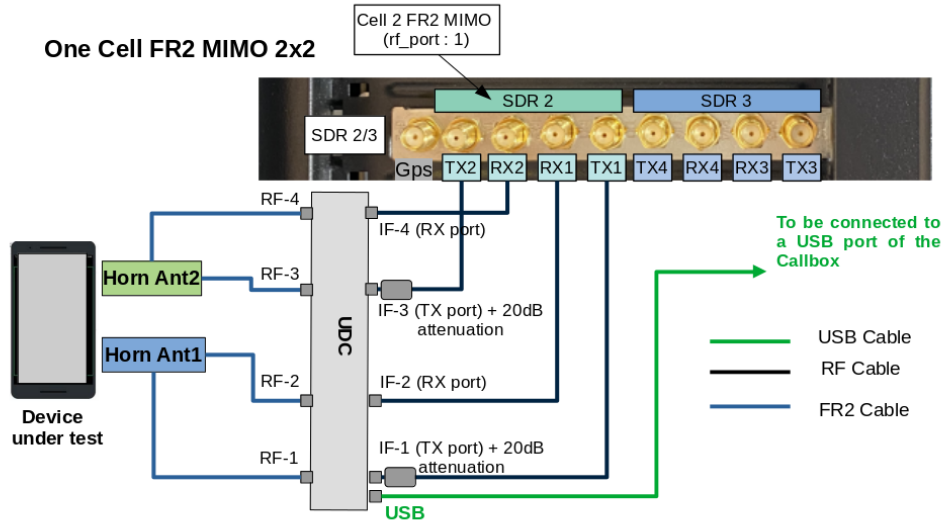 Cell 2 FR2 MIMO
(rf_port : 1)
One Cell FR2 MIMO 2x2
SDR 2
SDR 3
SDR 2/3
Gps
TX2
RX2
RX1
TX1
TX4
RX4
RX3
TX3
RF-4
IF-4 (RX port)
To be connected to
a USB port of the
Callbox
Horn Ant2
RF-3
IF-3 (TX port) + 20dB
attenuation
UDC
USB Cable
Horn Ant1
RF Cable
RF-2
IF-2 (RX port)
FR2 Cable
Device
under test
RF-1
IF-1 (TX port) + 20dB
attenuation
USB